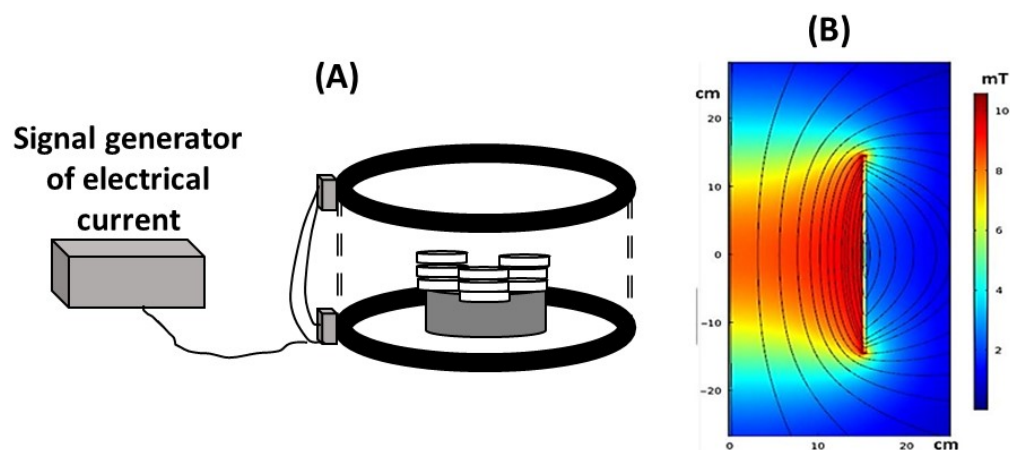 (A)
Signal generator
of electrical
current
(B)
mT
cm
20
10
0
−10
−20
0
10
20
cm
10
8
6
4
2